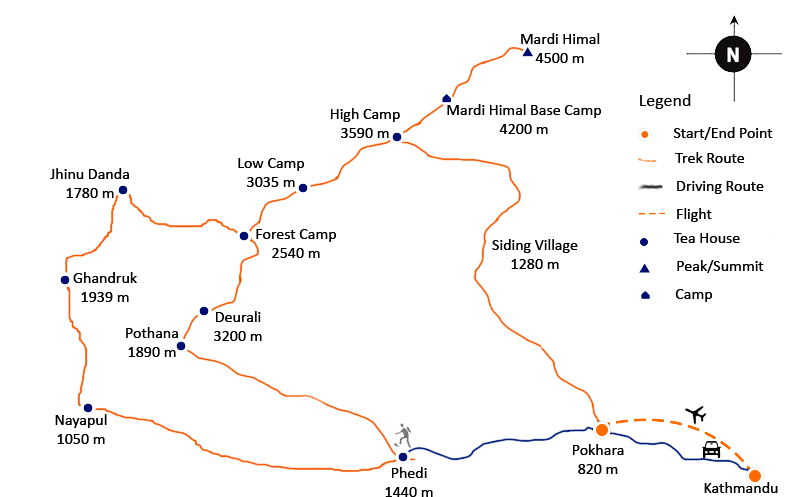 Mardi Himal
4500 m
N
Mardi Himal Base Camp
4200 m
High Camp
3590 m
Low Camp
3035 m
Jhinu Danda
1780 m
Forest Camp
2540 m
Siding Village
1280 m
Ghandruk
1939 m
Deurali
3200 m
Pothana
1890 m
Nayapul
1050 m
Phedi
1440 m
Pokhara
820 m
Kathmandu
Legend
Start/End Point
Trek Route
Driving Route
Flight
Tea House
Peak/Summit
Camp